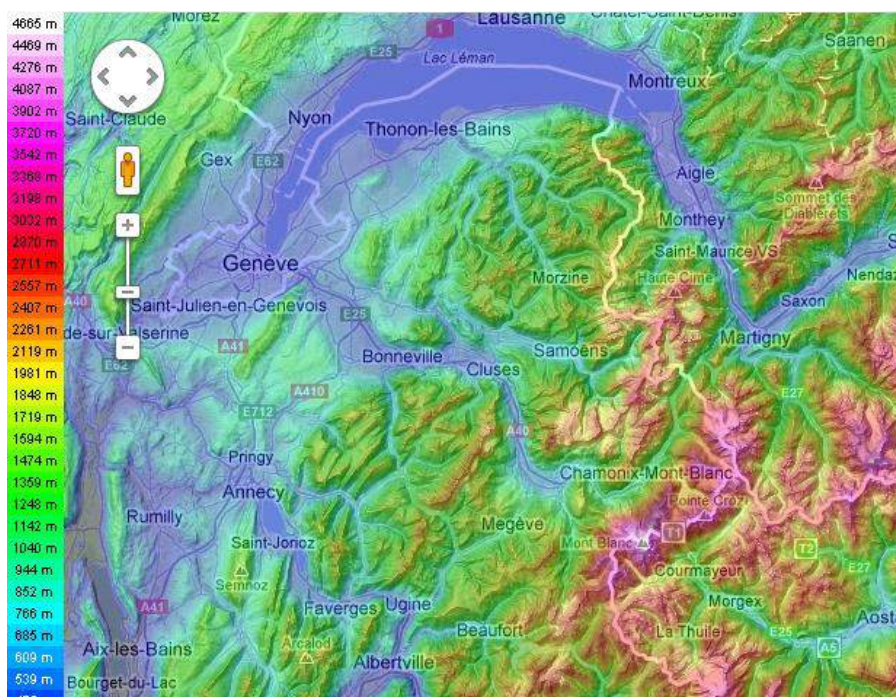 4665 m
4469 m
4276 m
4087 m
3902 m
3720 m
3542 m
3368 m
3198 m
3032 m
2870 m
2711 m
2557 m
2407 m
2261 m
2119 m
1981 m
1848 m
1719 m
1594 m
1474 m
1359 m
1248 m
1142 m
1040 m
944 m
852 m
766 m
685 m
609 m
539 m
Morez
Lausanne
Châtel-Saint-Denis
1
E25
Saanen
Lac Léman
Montreux
Saint-Claude
Nyon
Thonon-les-Bains
Gex
E62
Aigle
Sommet des
Diablerets
Monthey
Genève
Saint-Maurice VS
Morzine
Haute Cime
Nendaz
A40
Saint-Julien-en-Genevois
Saxon
E25
de-sur-Valserine
Martigny
A41
Samoëns
Bonneville
E62
Cluses
A410
E27
E712
A40
Pringy
Chamonix-Mont-Blanc
Annecy
Pointe Croz
Rumilly
Megève
T1
Saint-Jorioz
Mont Blanc
T2
Semnoz
Courmayeur
E27
A41
Faverges
Ugine
Morgex
Aosta
Beaufort
La Thuile
E25
A5
Aix-les-Bains
Arcalod
Albertville
Bourget-du-Lac